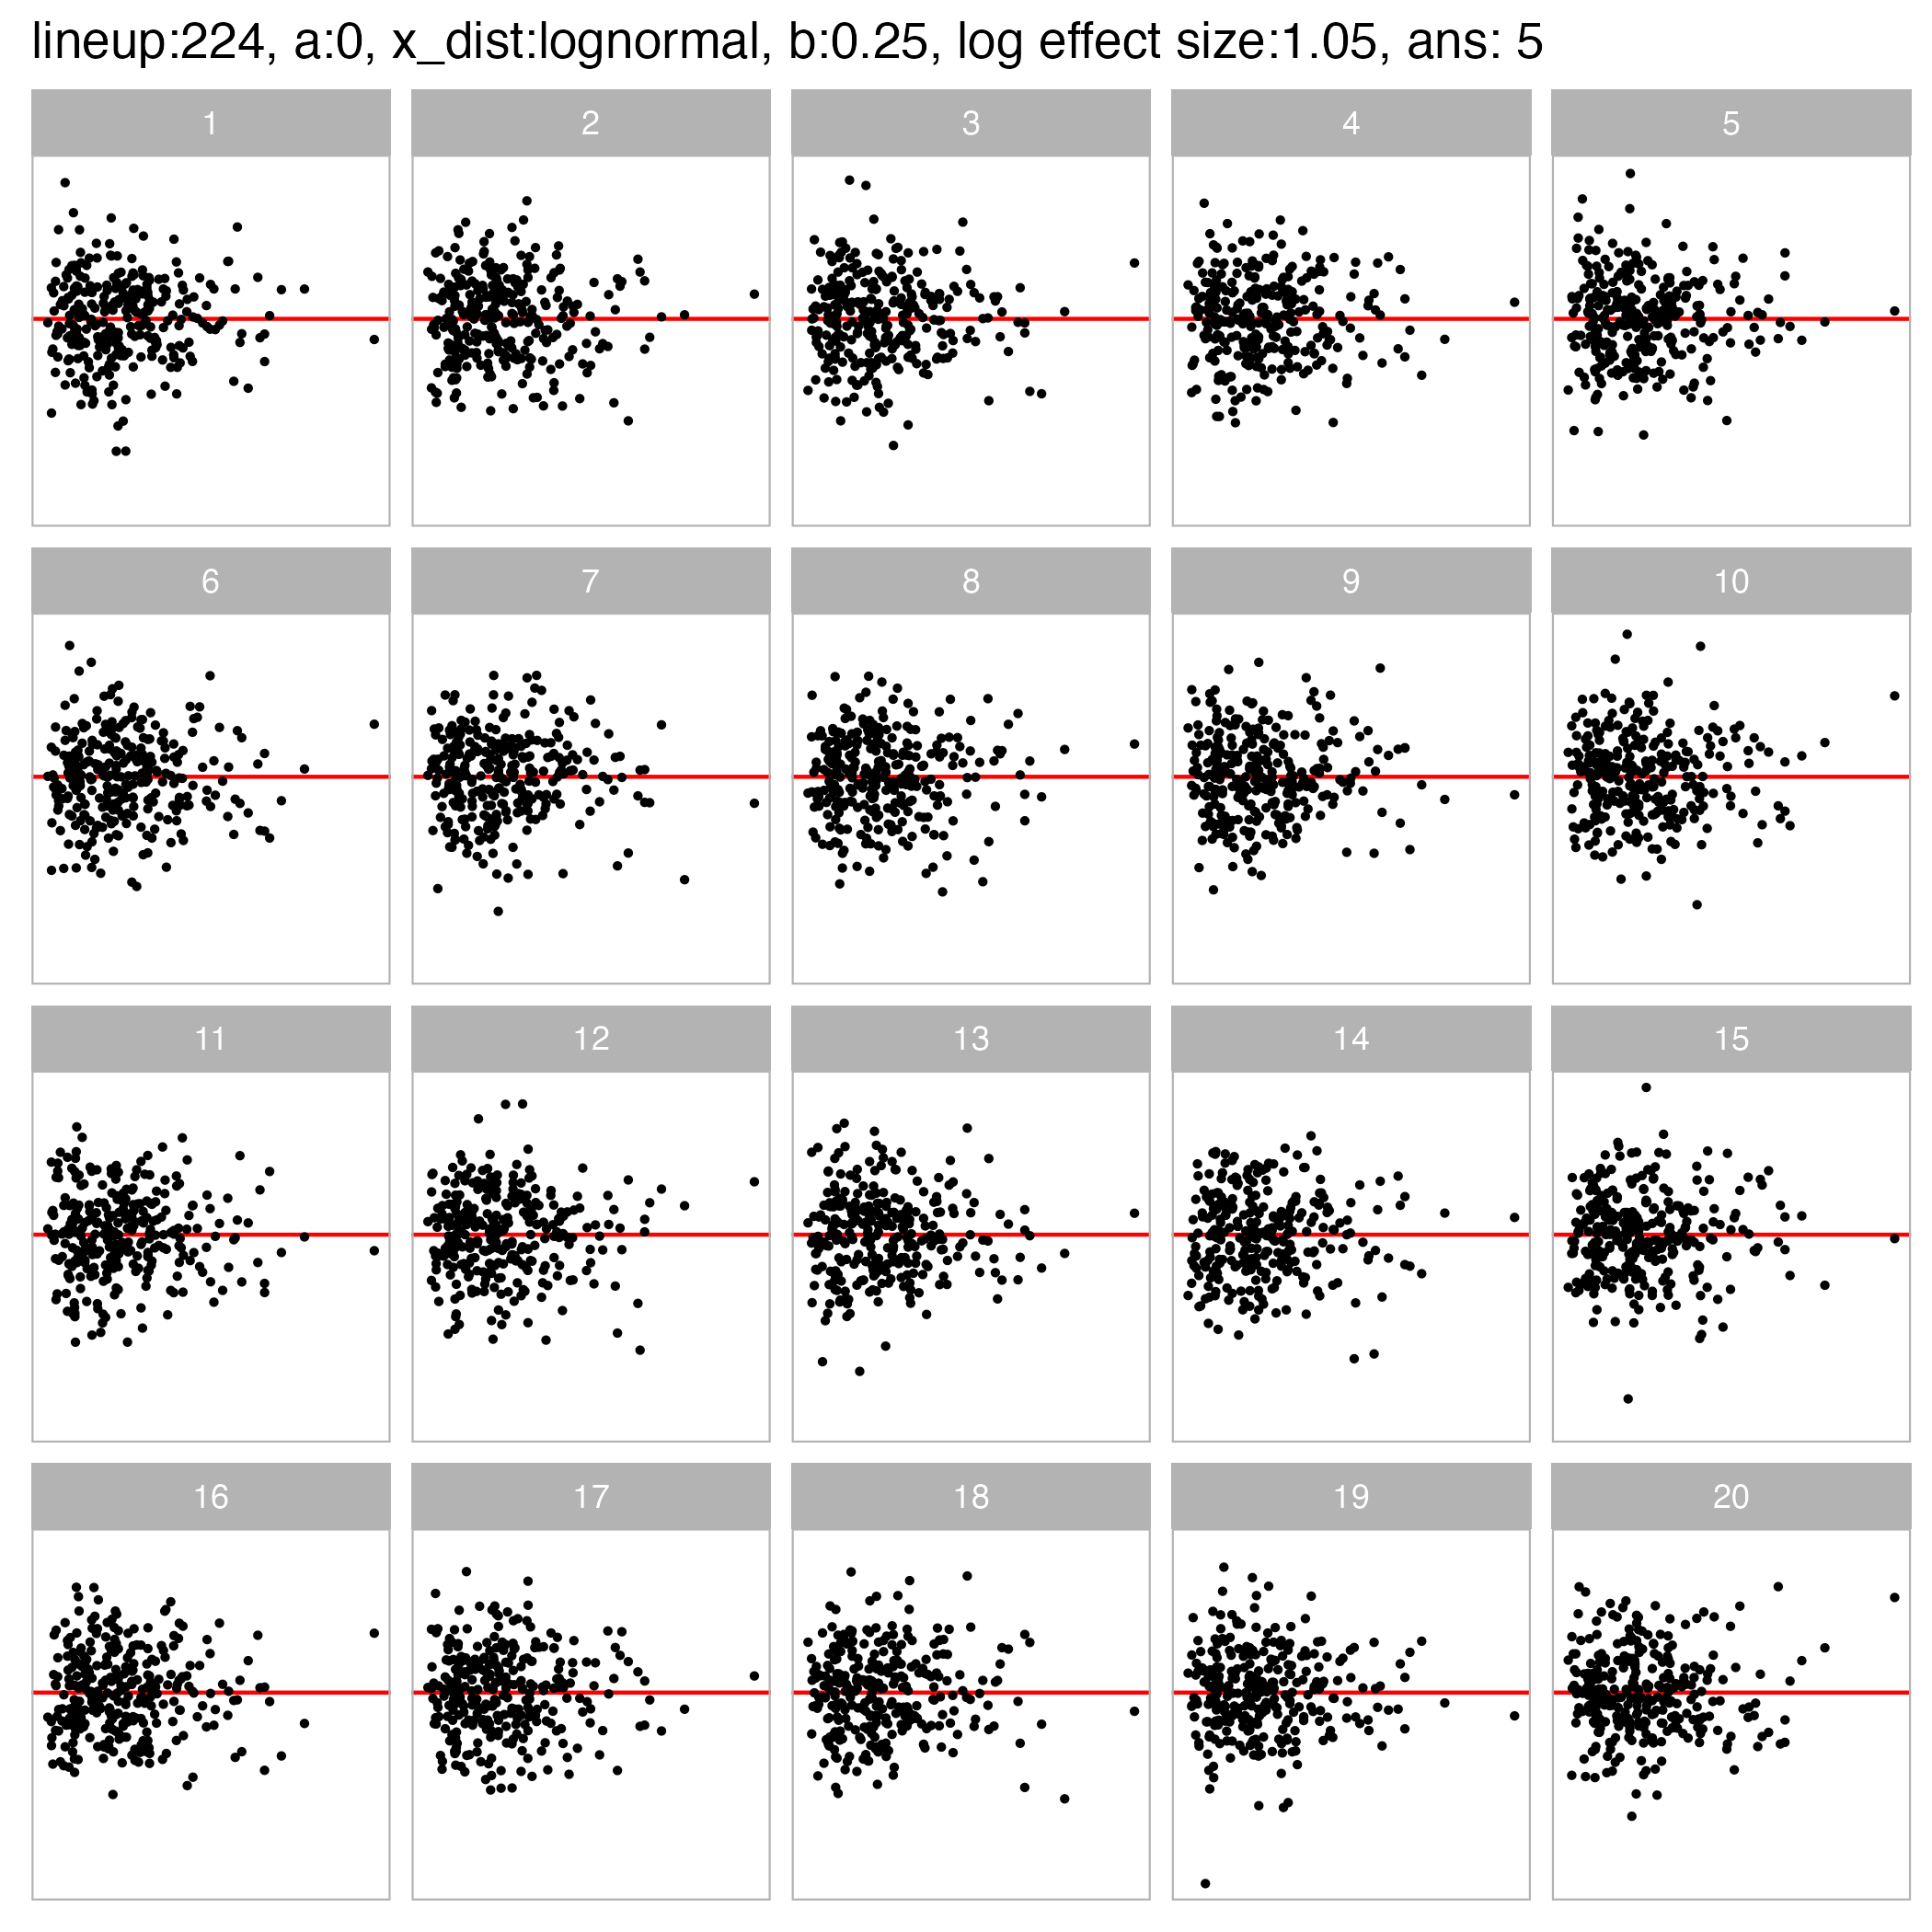 lineup:224, a:0, x_dist:lognormal, b:0.25, log effect size:1.05, ans: 5
1 2 3 4 5
6 7 8 9 10
11 12 13 14 15
16 17 18 19 20